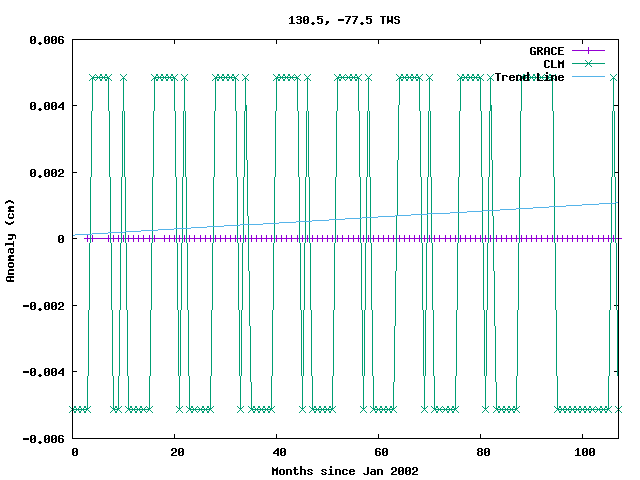 130.5, -77.5 TWS
GRACE
CLM
Trend Line
0.006
0.004
0.002
0
-0.002
-0.004
-0.006
Anomaly (cm)
0 20 40 60 80 100
Months since Jan 2002